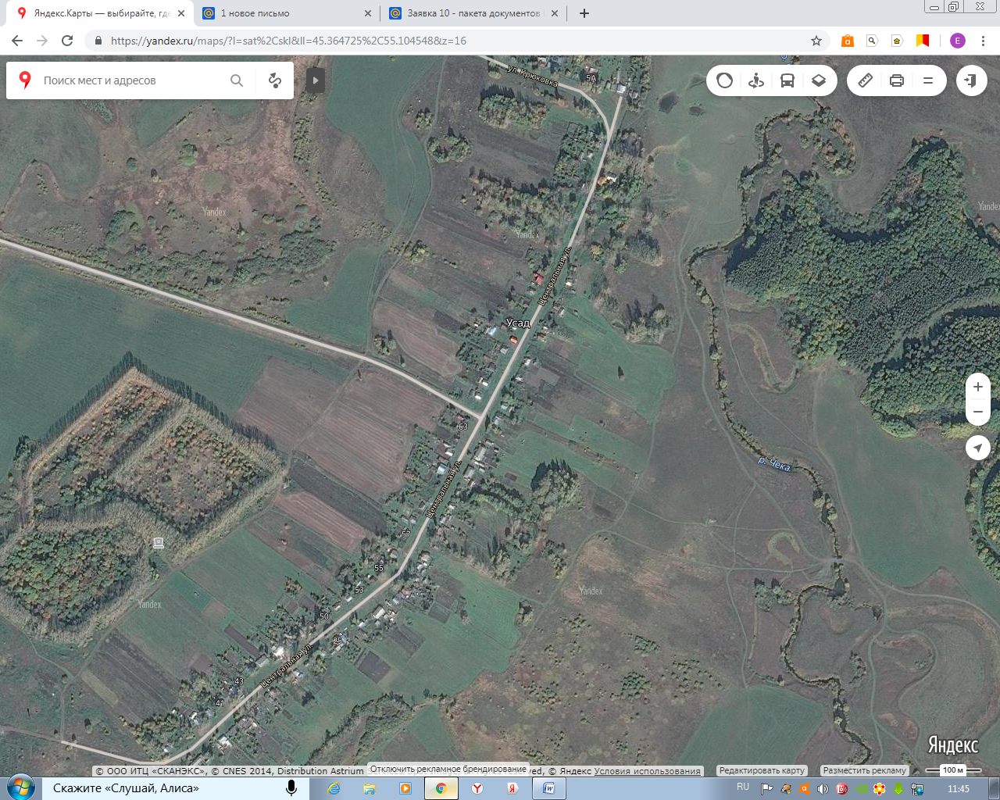 Яндекс.Карты — выбирайте, где
1 новое письмо
Заявка 10 - пакета документов
https://yandex.ru/maps/?l=sat%2Cskl&ll=45.364725%2C55.104548&z=16
E
Поиск мест и адресов
ул. Крюковка
5А
Yandex
Yandex
Yandex
Центральная ул.
Усад
63
р. Чека
Центральная ул.
57
55
53
Yandex
Yandex
50
25
Центральная ул.
43
41
Яндекс
© ООО ИТЦ «СКАНЭКС», © CNES 2014, Distribution Astrium
Отключить рекламное брендирование
© Яндекс Условия использования
Редактировать карту
Разместить рекламу
100 м
Скажите «Слушай, Алиса»
RU
11:45